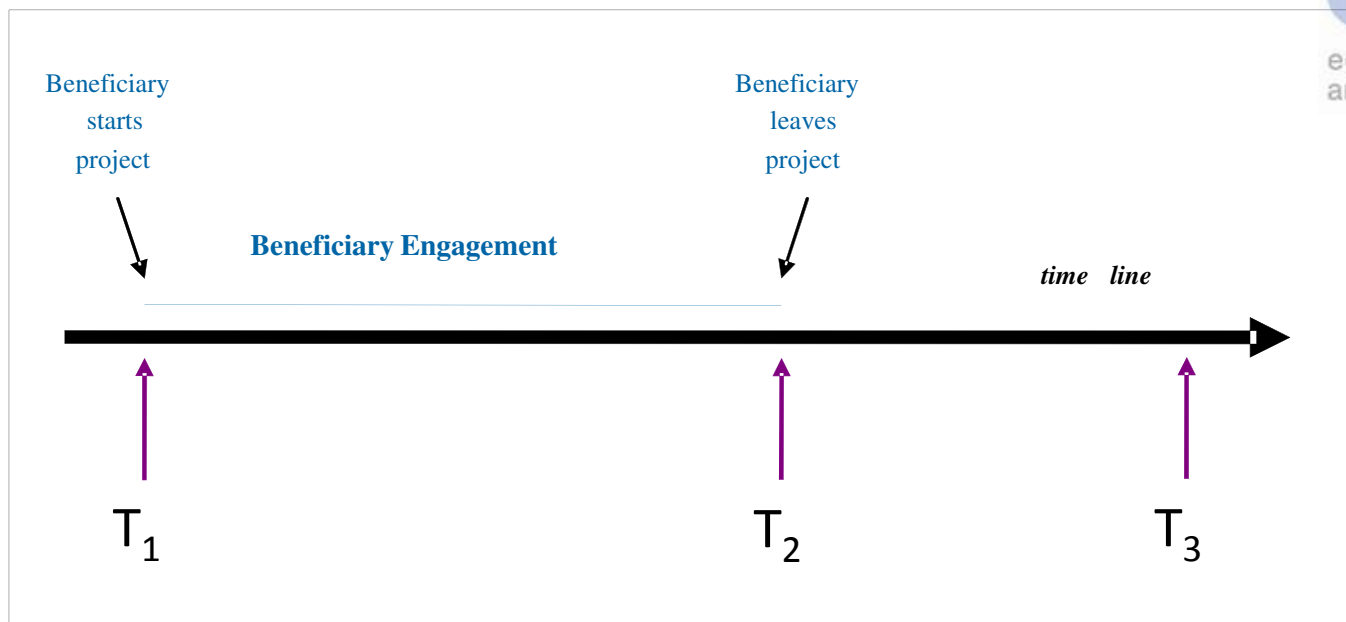 Beneficiary
starts
project
Beneficiary
leaves
project
Beneficiary Engagement
time line
T₁
T₂
T₃